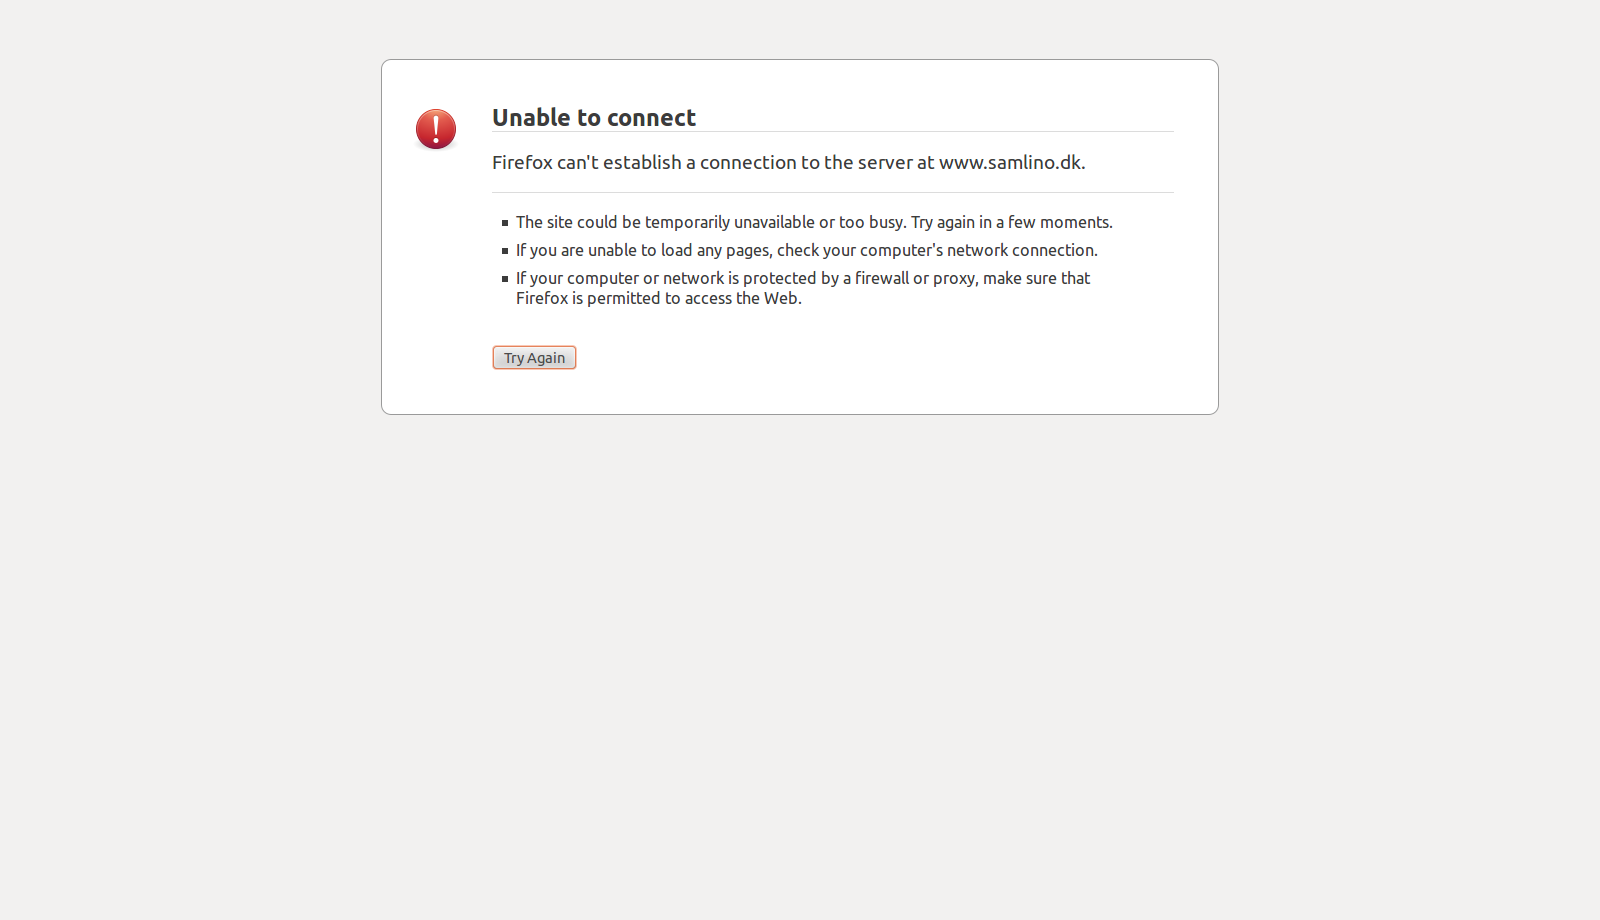 Unable to connect
Firefox can't establish a connection to the server at www.samlino.dk.
The site could be temporarily unavailable or too busy. Try again in a few moments.
If you are unable to load any pages, check your computer's network connection.
If your computer or network is protected by a firewall or proxy, make sure that
Firefox is permitted to access the Web.
Try Again